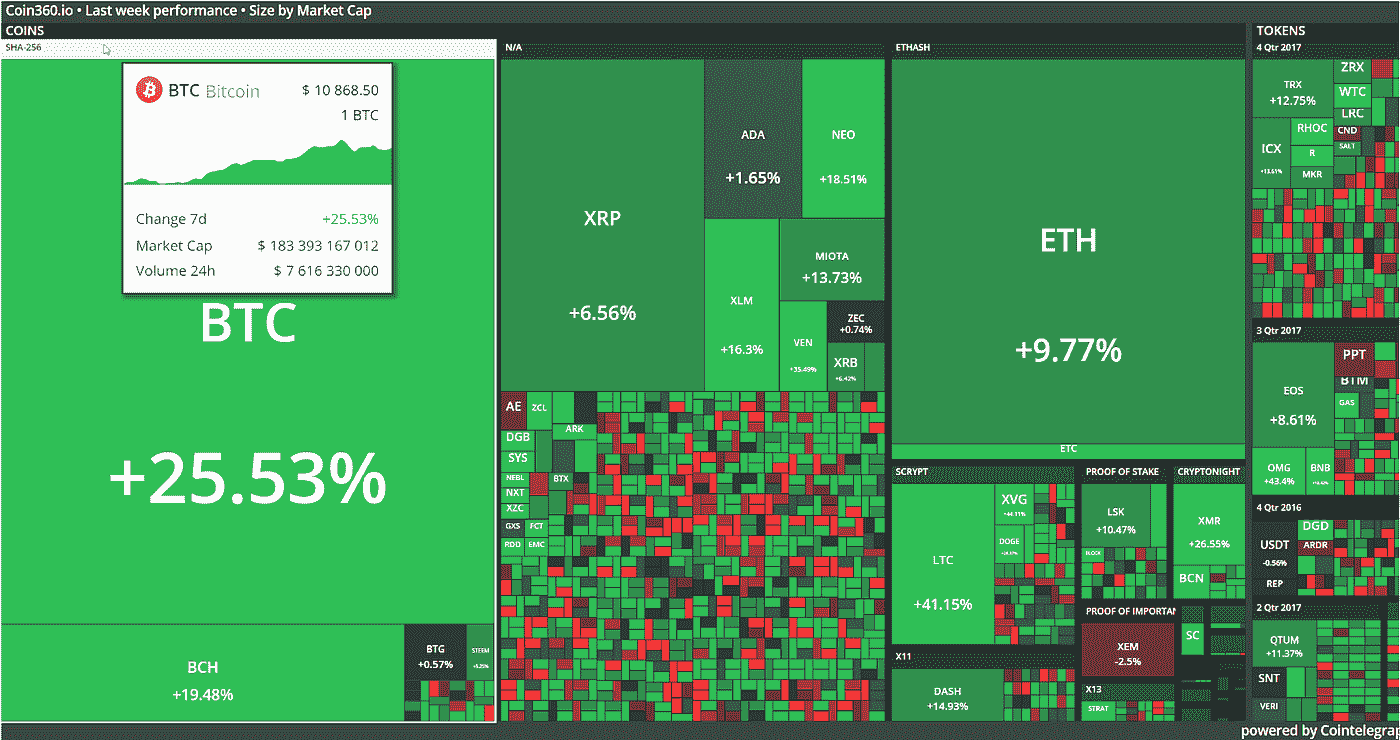 Coin360.io • Last week performance • Size by Market Cap
COINS
SHA-256
BTC Bitcoin
$ 10 868.50
1 BTC
Change 7d
+25.53%
Market Cap
$ 183 393 167 012
Volume 24h
$ 7 616 330 000
BTC
+25.53%
BCH
+19.48%
BTG
+0.57%
STEEM
N/A
XRP
+6.56%
ADA
+1.65%
NEO
+18.51%
XLM
+16.3%
MIOTA
+13.73%
VEN
+35.49%
ZEC
+0.74%
XRB
+6.42%
AE
ZCL
DGB
ARK
SYS
NEBL
BTX
NXT
XZC
GXS
FCT
RDD
EMC
ETHASH
ETH
+9.77%
ETC
SCRYPT
LTC
+41.15%
XVG
DOGE
X11
DASH
+14.93%
PROOF OF STAKE
LSK
+10.47%
BLOCK
CRYPTONIGHT
XMR
+26.55%
BCN
PROOF OF IMPORTAN
XEM
-2.5%
SC
X13
STRAT
TOKENS
4 Qtr 2017
TRX
+12.75%
ZRX
WTC
LRC
ICX
+13.61%
RHOC
CND
R
SALT
MKR
3 Qtr 2017
EOS
+8.61%
PPT
BTM
GAS
OMG
+43.4%
BNB
4 Qtr 2016
USDT
-0.56%
DGD
ARDR
REP
2 Qtr 2017
QTUM
+11.37%
SNT
VERI
powered by Cointelegrap